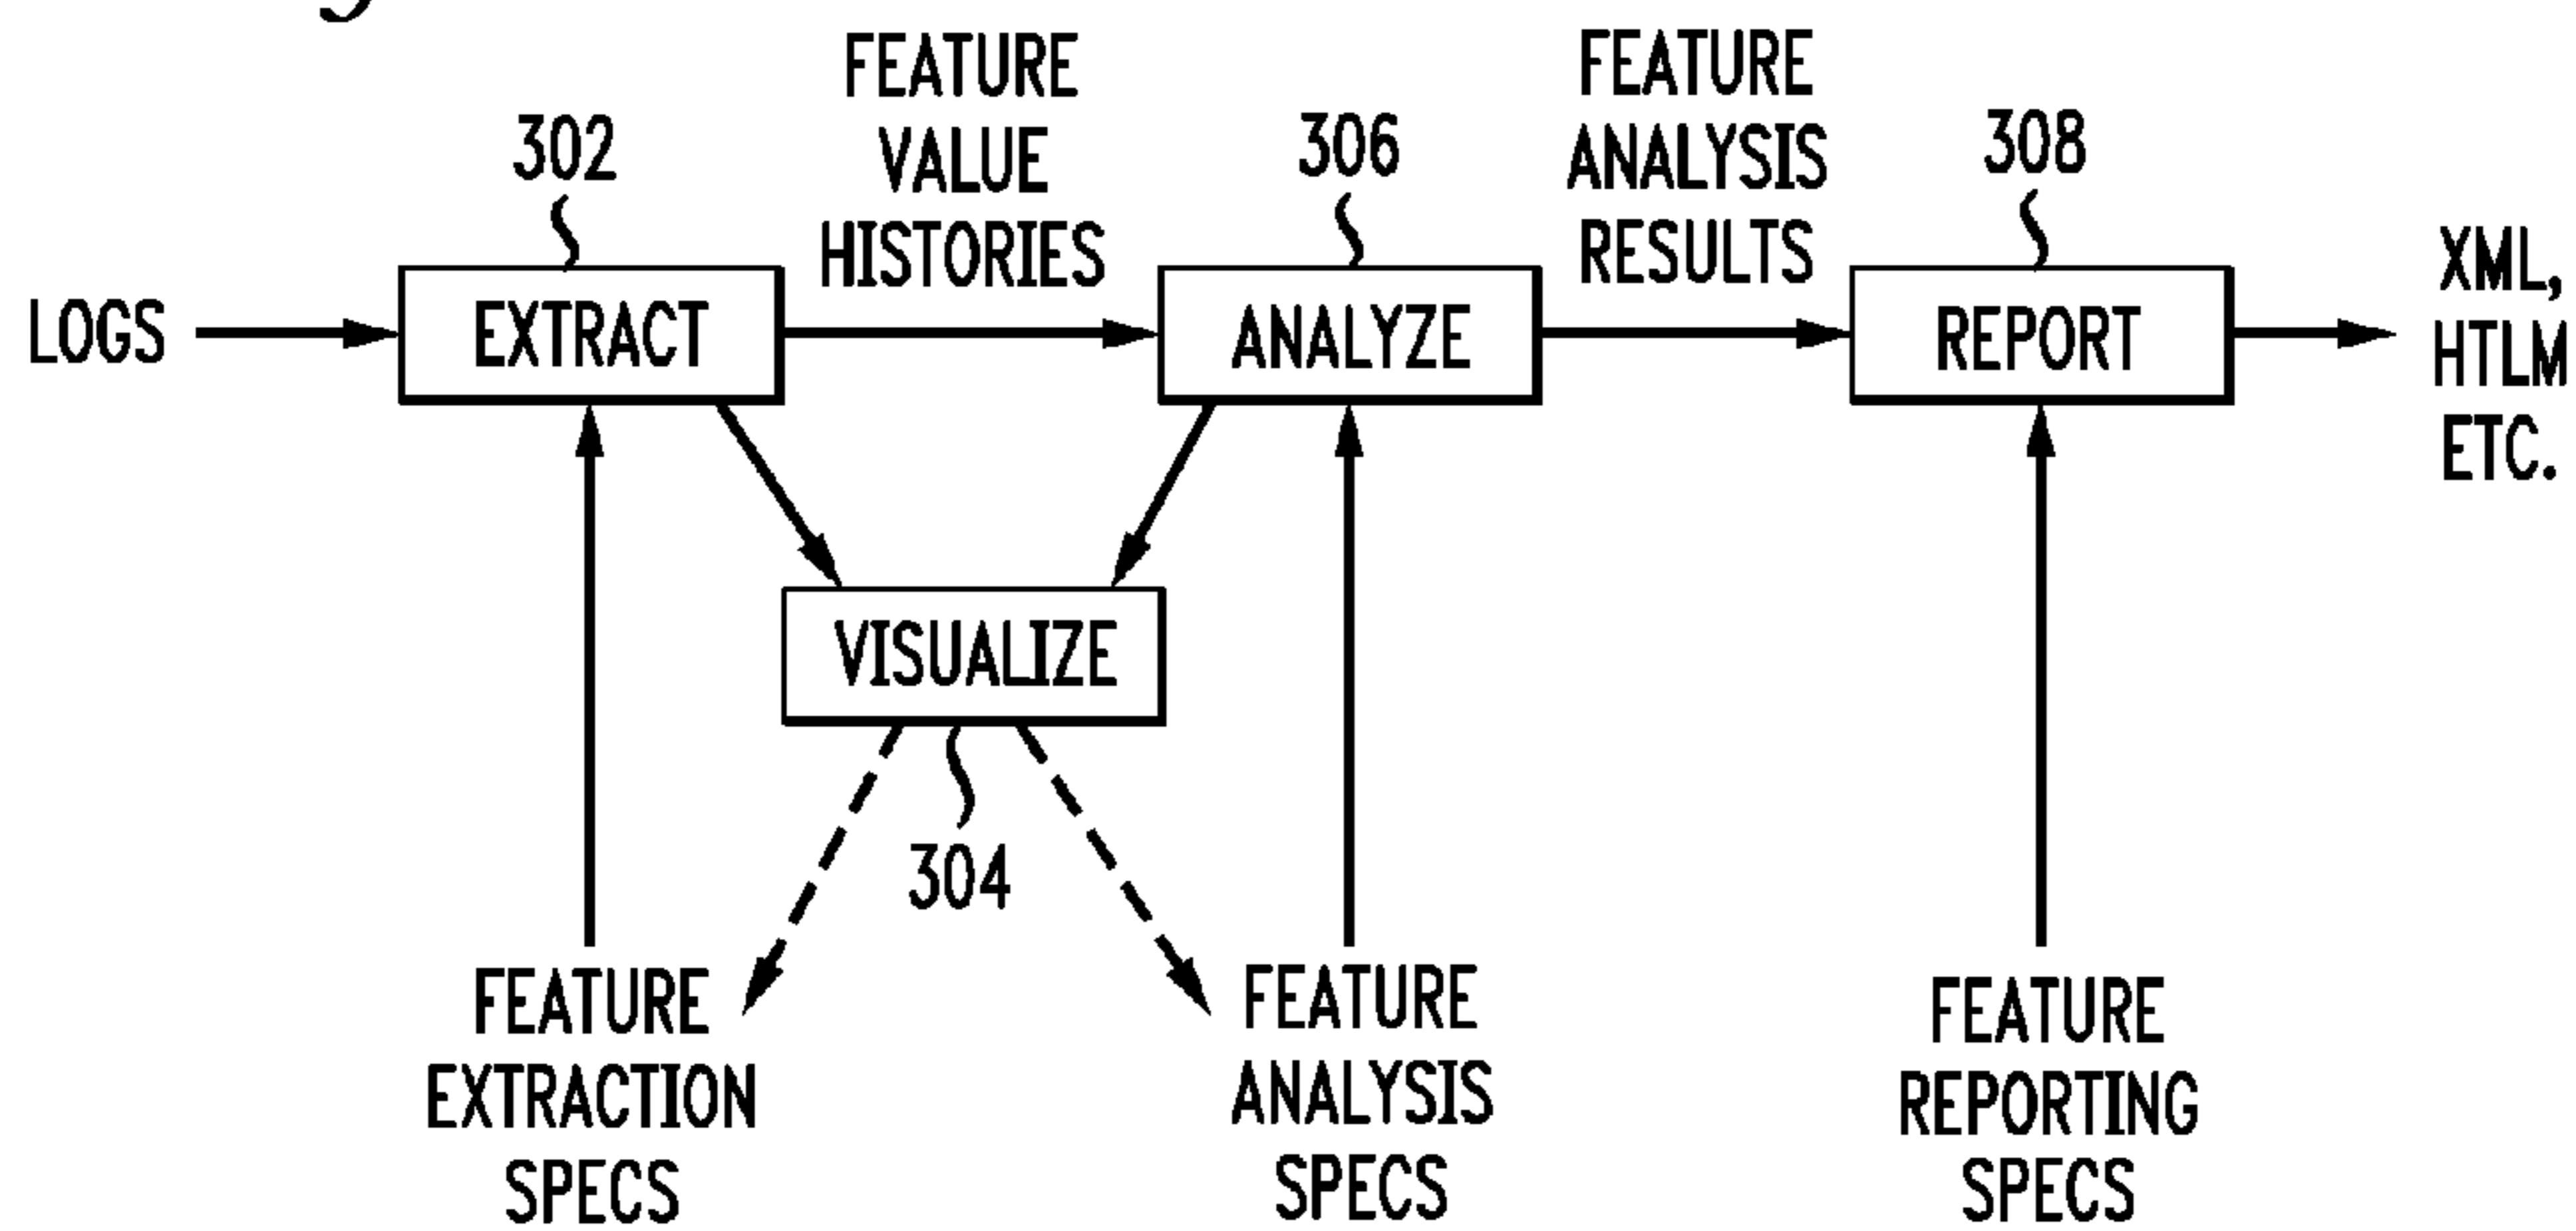 FEATURE
VALUE
HISTORIES
FEATURE
ANALYSIS
RESULTS
302
306
308
LOGS
EXTRACT
ANALYZE
REPORT
XML,
HTLM
ETC.
VISUALIZE
304
FEATURE
EXTRACTION
SPECS
FEATURE
ANALYSIS
SPECS
FEATURE
REPORTING
SPECS